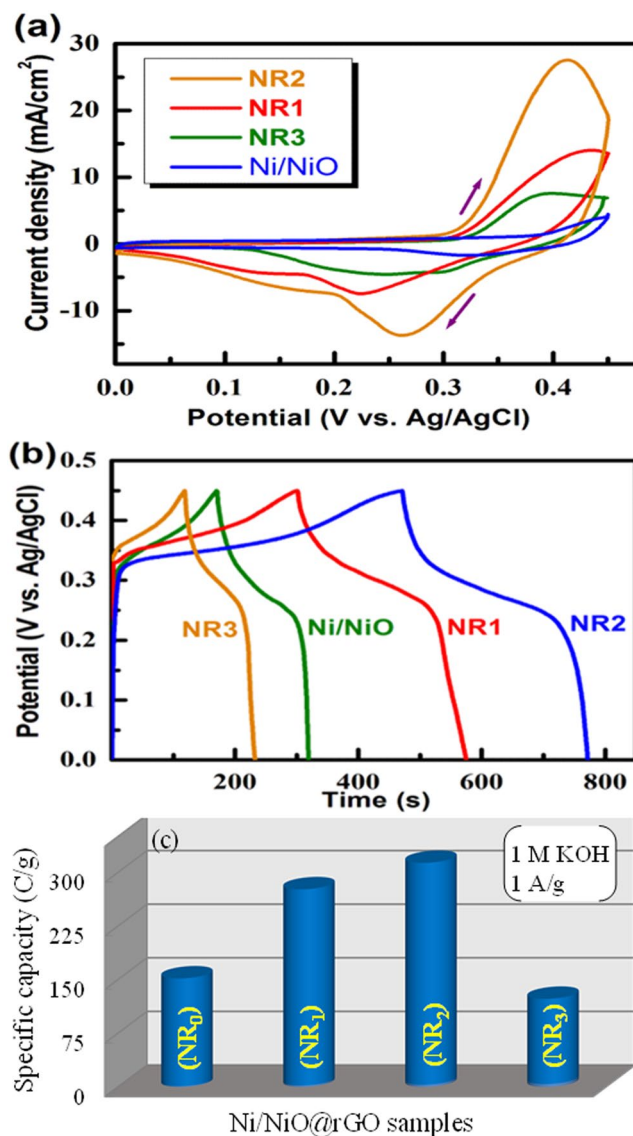 (a)
30
20
10
0
-10
Current density (mA/cm²)
NR2
NR1
NR3
Ni/NiO
0.0 0.1 0.2 0.3 0.4
Potential (V vs. Ag/AgCl)
(b)
0.5
0.4
0.3
0.2
0.1
0.0
Potential (V vs. Ag/AgCl)
NR3 Ni/NiO NR1 NR2
200 400 600 800
Time (s)
(c)
1 M KOH
1 A/g
300
225
150
75
0
Specific capacity (C/g)
(NR₀) (NR₁) (NR₂) (NR₃)
Ni/NiO@rGO samples